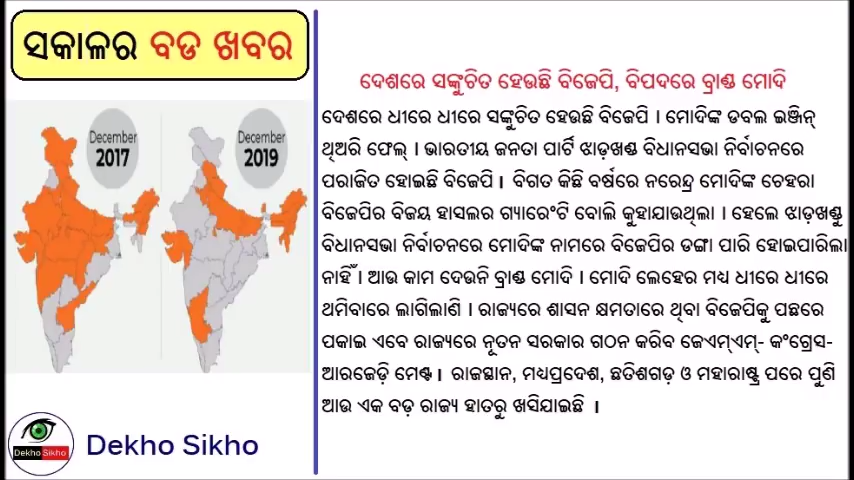 ସକାଳର ବଡ ଖବର
December
2017
December
2019
ଦେଶରେ ସଙ୍କୁଚିତ ହେଉଛି ବିଜେପି, ବିପଦରେ ବ୍ରାଣ୍ଡ ମୋଦି
ଦେଶରେ ଧୀରେ ଧୀରେ ସଙ୍କୁଚିତ ହେଉଛି ବିଜେପି । ମୋଦିଙ୍କ ଡବଲ ଇଞ୍ଜିନ୍
ଥିଅରି ଫେଲ୍ । ଭାରତୀୟ ଜନତା ପାର୍ଟି ଝାଡ଼ଖଣ୍ଡ ବିଧାନସଭା ନିର୍ବାଚନରେ
ପରାଜିତ ହୋଇଛି ବିଜେପି । ବିଗତ କିଛି ବର୍ଷରେ ନରେନ୍ଦ୍ର ମୋଦିଙ୍କ ଚେହରା
ବିଜେପିର ବିଜୟ ହାସଲର ଗ୍ୟାରେଂଟି ବୋଲି କୁହାଯାଉଥିଲା । ହେଲେ ଝାଡ଼ଖଣ୍ଡୁ
ବିଧାନସଭା ନିର୍ବାଚନରେ ମୋଦିଙ୍କ ନାମରେ ବିଜେପିର ଡଙ୍ଗା ପାରି ହୋଇପାରିଲା
ନାହିଁ । ଆଉ କାମ ଦେଉନି ବ୍ରାଣ୍ଡ ମୋଦି । ମୋଦି ଲେହେର ମଧ୍ୟ ଧୀରେ ଧୀରେ
ଥମିବାରେ ଲାଗିଲାଣି । ରାଜ୍ୟରେ ଶାସନ କ୍ଷମତାରେ ଥିବା ବିଜେପିକୁ ପଛରେ
ପକାଇ ଏବେ ରାଜ୍ୟରେ ନୂତନ ସରକାର ଗଠନ କରିବ ଜେଏମ୍ଏମ୍- କଂଗ୍ରେସ-
ଆରଜେଡ଼ି ମେଣ୍ଟ । ରାଜସ୍ଥାନ, ମଧ୍ୟପ୍ରଦେଶ, ଛତିଶଗଡ଼ ଓ ମହାରାଷ୍ଟ୍ର ପରେ ପୁଣି
ଆଉ ଏକ ବଡ଼ ରାଜ୍ୟ ହାତରୁ ଖସିଯାଇଛି ।
Dekho Sikho
Dekho Sikho